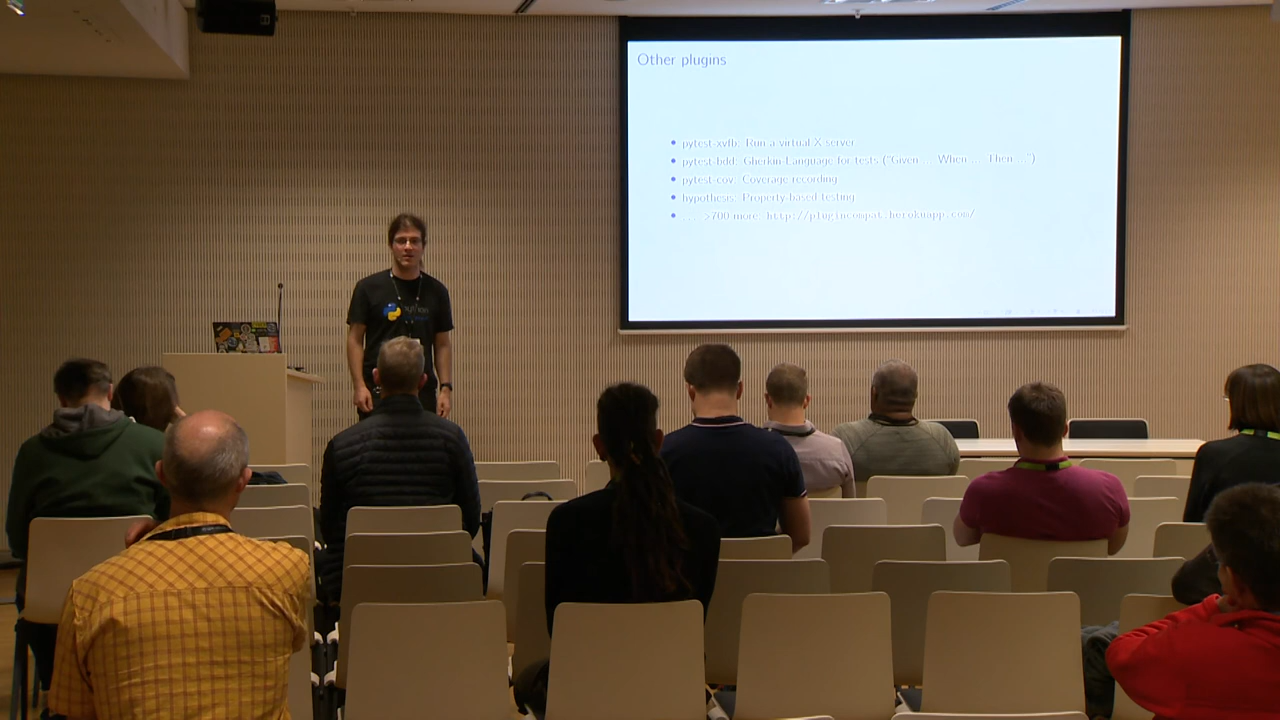 Other plugins
• pytest-xvfb: Run a virtual X server
• pytest-bdd: Gherkin-Language for tests ("Given ... When ... Then ...")
• pytest-cov: Coverage recording
• hypothesis: Property-based testing
• ... >700 more: http://plugincompat.herokuapp.com/